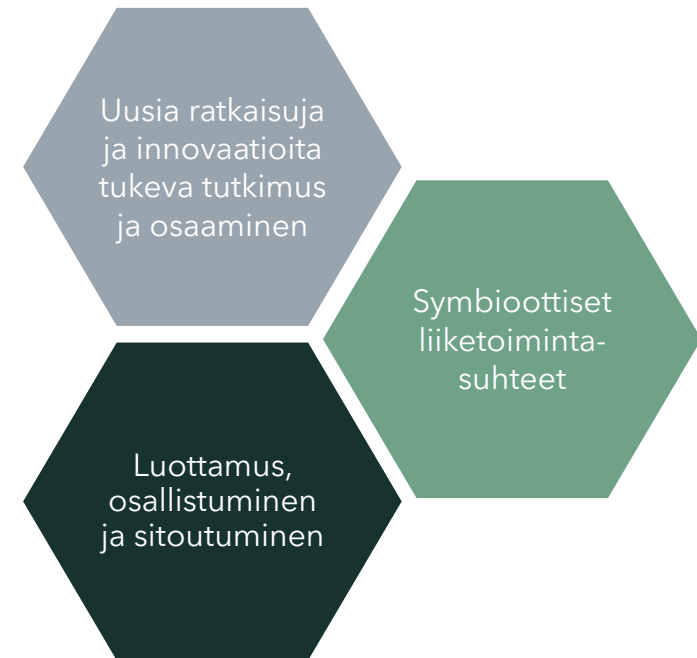 Uusia ratkaisuja
ja innovaatioita
tukeva tutkimus
ja osaaminen
Symbioottiset
liiketoiminta-
suhteet
Luottamus,
osallistuminen
ja sitoutuminen